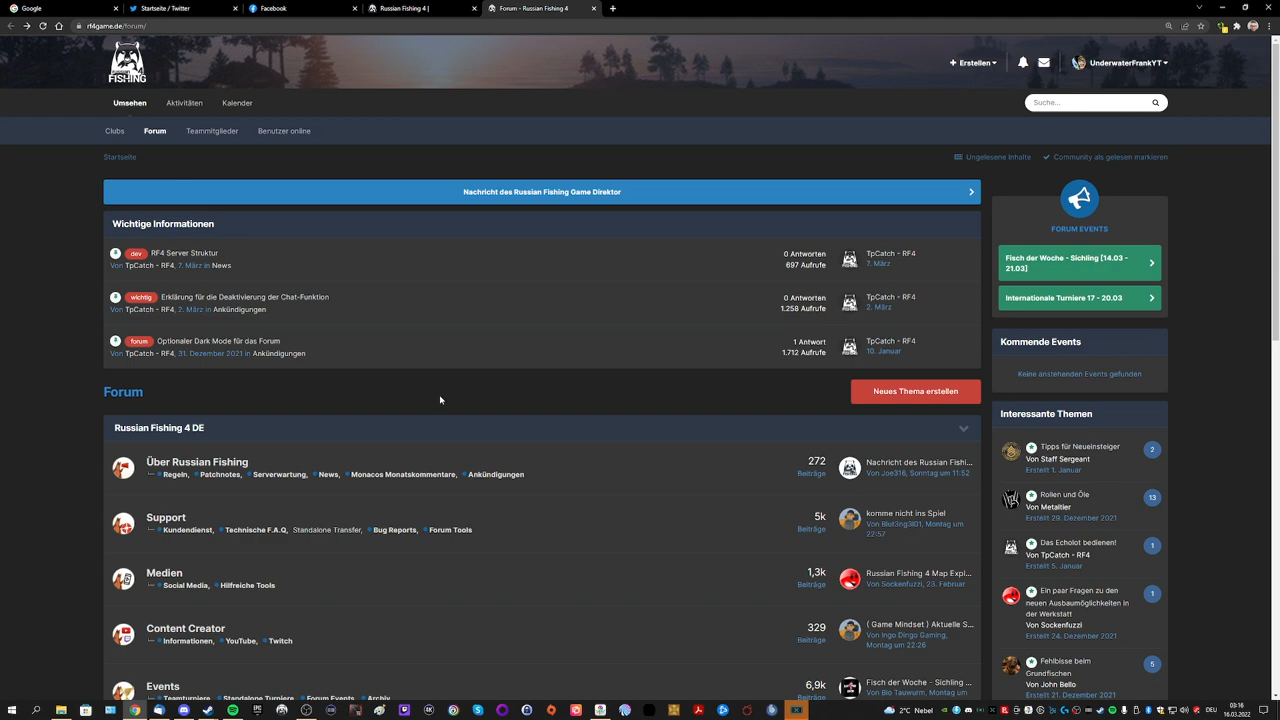 Google
Startseite / Twitter
Facebook
Russian Fishing 4 |
Forum - Russian Fishing 4
rf4game.de/forum/
FISHING
Erstellen
UnderwaterFrankYT
Umsehen
Aktivitäten
Kalender
Suche...
Clubs
Forum
Teammitglieder
Benutzer online
Startseite
Ungelesene Inhalte
Community als gelesen markieren
Nachricht des Russian Fishing Game Direktor
Wichtige Informationen
dev RF4 Server Struktur
Von TpCatch - RF4, 7. März in News
0 Antworten
697 Aufrufe
TpCatch - RF4
7. März
wichtig Erklärung für die Deaktivierung der Chat-Funktion
Von TpCatch - RF4, 2. März in Ankündigungen
0 Antworten
1.258 Aufrufe
TpCatch - RF4
2. März
forum Optionaler Dark Mode für das Forum
Von TpCatch - RF4, 31. Dezember 2021 in Ankündigungen
1 Antwort
1.712 Aufrufe
TpCatch - RF4
10. Januar
Forum
Neues Thema erstellen
Russian Fishing 4 DE
Über Russian Fishing
Regeln, Patchnotes, Serverwartung, News, Monsos Monatskommentare, Ankündigungen
272
Beiträge
Nachricht des Russian Fishi...
Von Joe316, Sonntag um 11:52
Support
Kundendienst, Technische F.A.Q, Standalone Transfer, Bug Reports, Forum Tools
5k
Beiträge
komme nicht ins Spiel
Von Blut3ng3l01, Montag um
22:57
Medien
Social Media, Hilfreiche Tools
1,3k
Beiträge
Russian Fishing 4 Map Expl...
Von Sockenfuzzi, 23. Februar
Content Creator
Informationen, YouTube, Twitch
329
Beiträge
( Game Mindset ) Aktuelle S...
Von Ingo Dingo Gaming,
Montag um 22:26
Events
Teamturniere, Standalone Turniere, Forum Events, Archiv
6,9k
Beiträge
Fisch der Woche - Sichling ...
Von Bio Tauwurm, Montag um
FORUM EVENTS
Fisch der Woche - Sichling [14.03 -
21.03]
Internationale Turniere 17 - 20.03
Kommende Events
Keine anstehenden Events gefunden
Interessante Themen
Tipps für Neueinsteiger
Von Staff Sergeant
Erstellt 1. Januar
2
Rollen und Öle
Von Metaltier
Erstellt 29. Dezember 2021
13
Das Echolot bedienen!
Von TpCatch - RF4
Erstellt 5. Januar
1
Ein paar Fragen zu den
neuen Ausbaumöglichkeiten in
der Werkstatt
Von Sockenfuzzi
Erstellt 24. Dezember 2021
1
Fehlbisse beim
Grundfischen
Von John Bello
Erstellt 21. Dezember 2021
5
2°C Nebel
DEU
03:16
16.03.2022